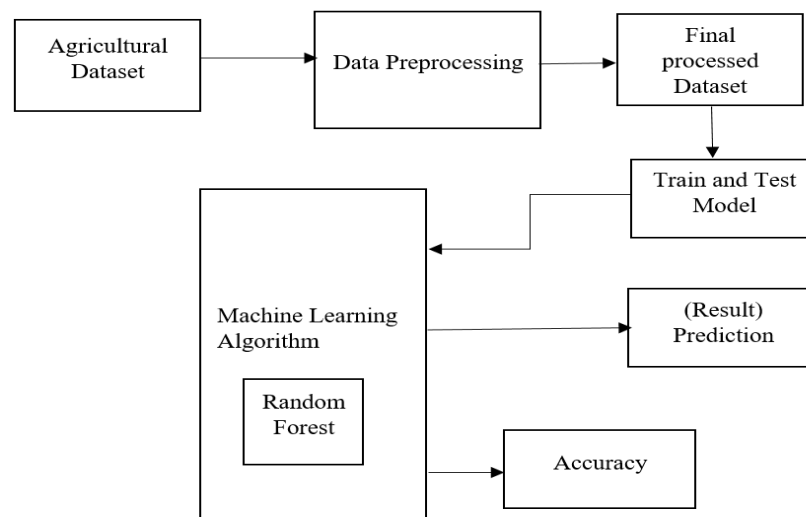 Agricultural
Dataset
Data Preprocessing
Final
processed
Dataset
Train and Test
Model
Machine Learning
Algorithm
Random
Forest
(Result)
Prediction
Accuracy